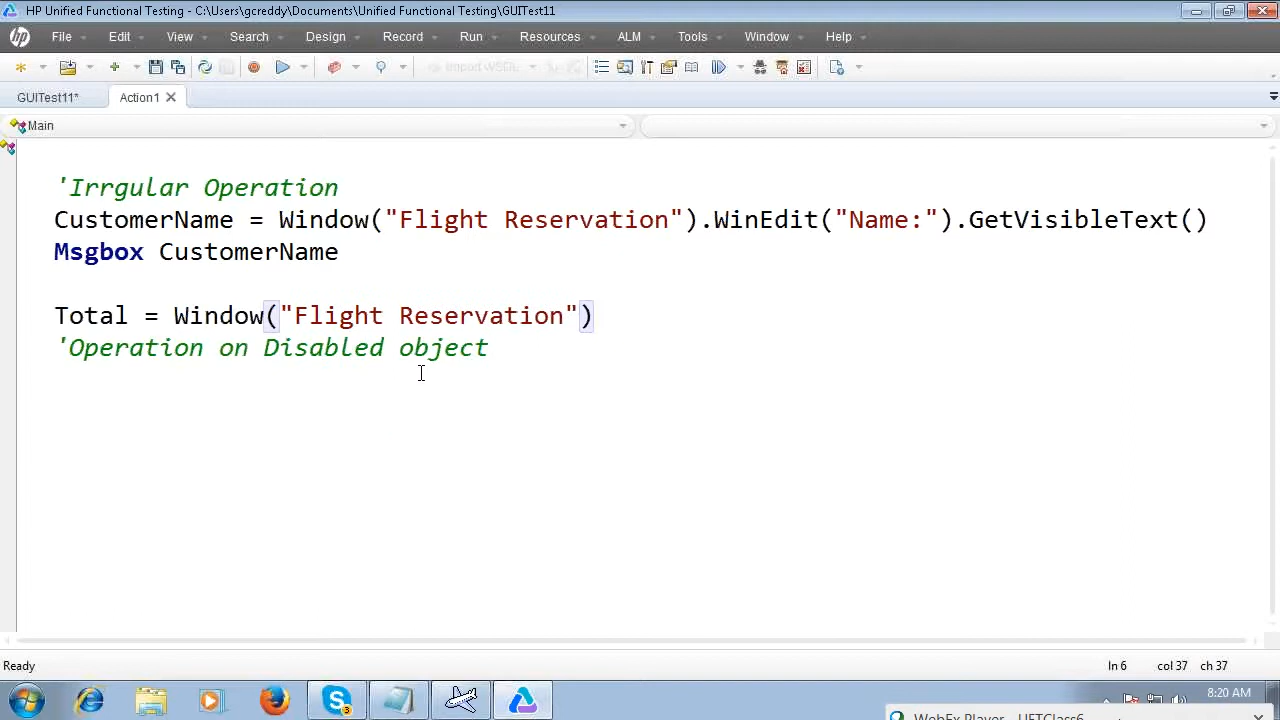 HP Unified Functional Testing - C:\Users\gcreddy\Documents\Unified Functional Testing\GUITest11
hp File Edit View Search Design Record Run Resources ALM Tools Window Help
Import WSDL
GUITest11* Action1
Main
'Irrgular Operation
CustomerName = Window("Flight Reservation").WinEdit("Name:").GetVisibleText()
Msgbox CustomerName
Total = Window("Flight Reservation")
'Operation on Disabled object
Ready ln 6 col 37 ch 37
8:20 AM
WebEx Player - UFTClass6